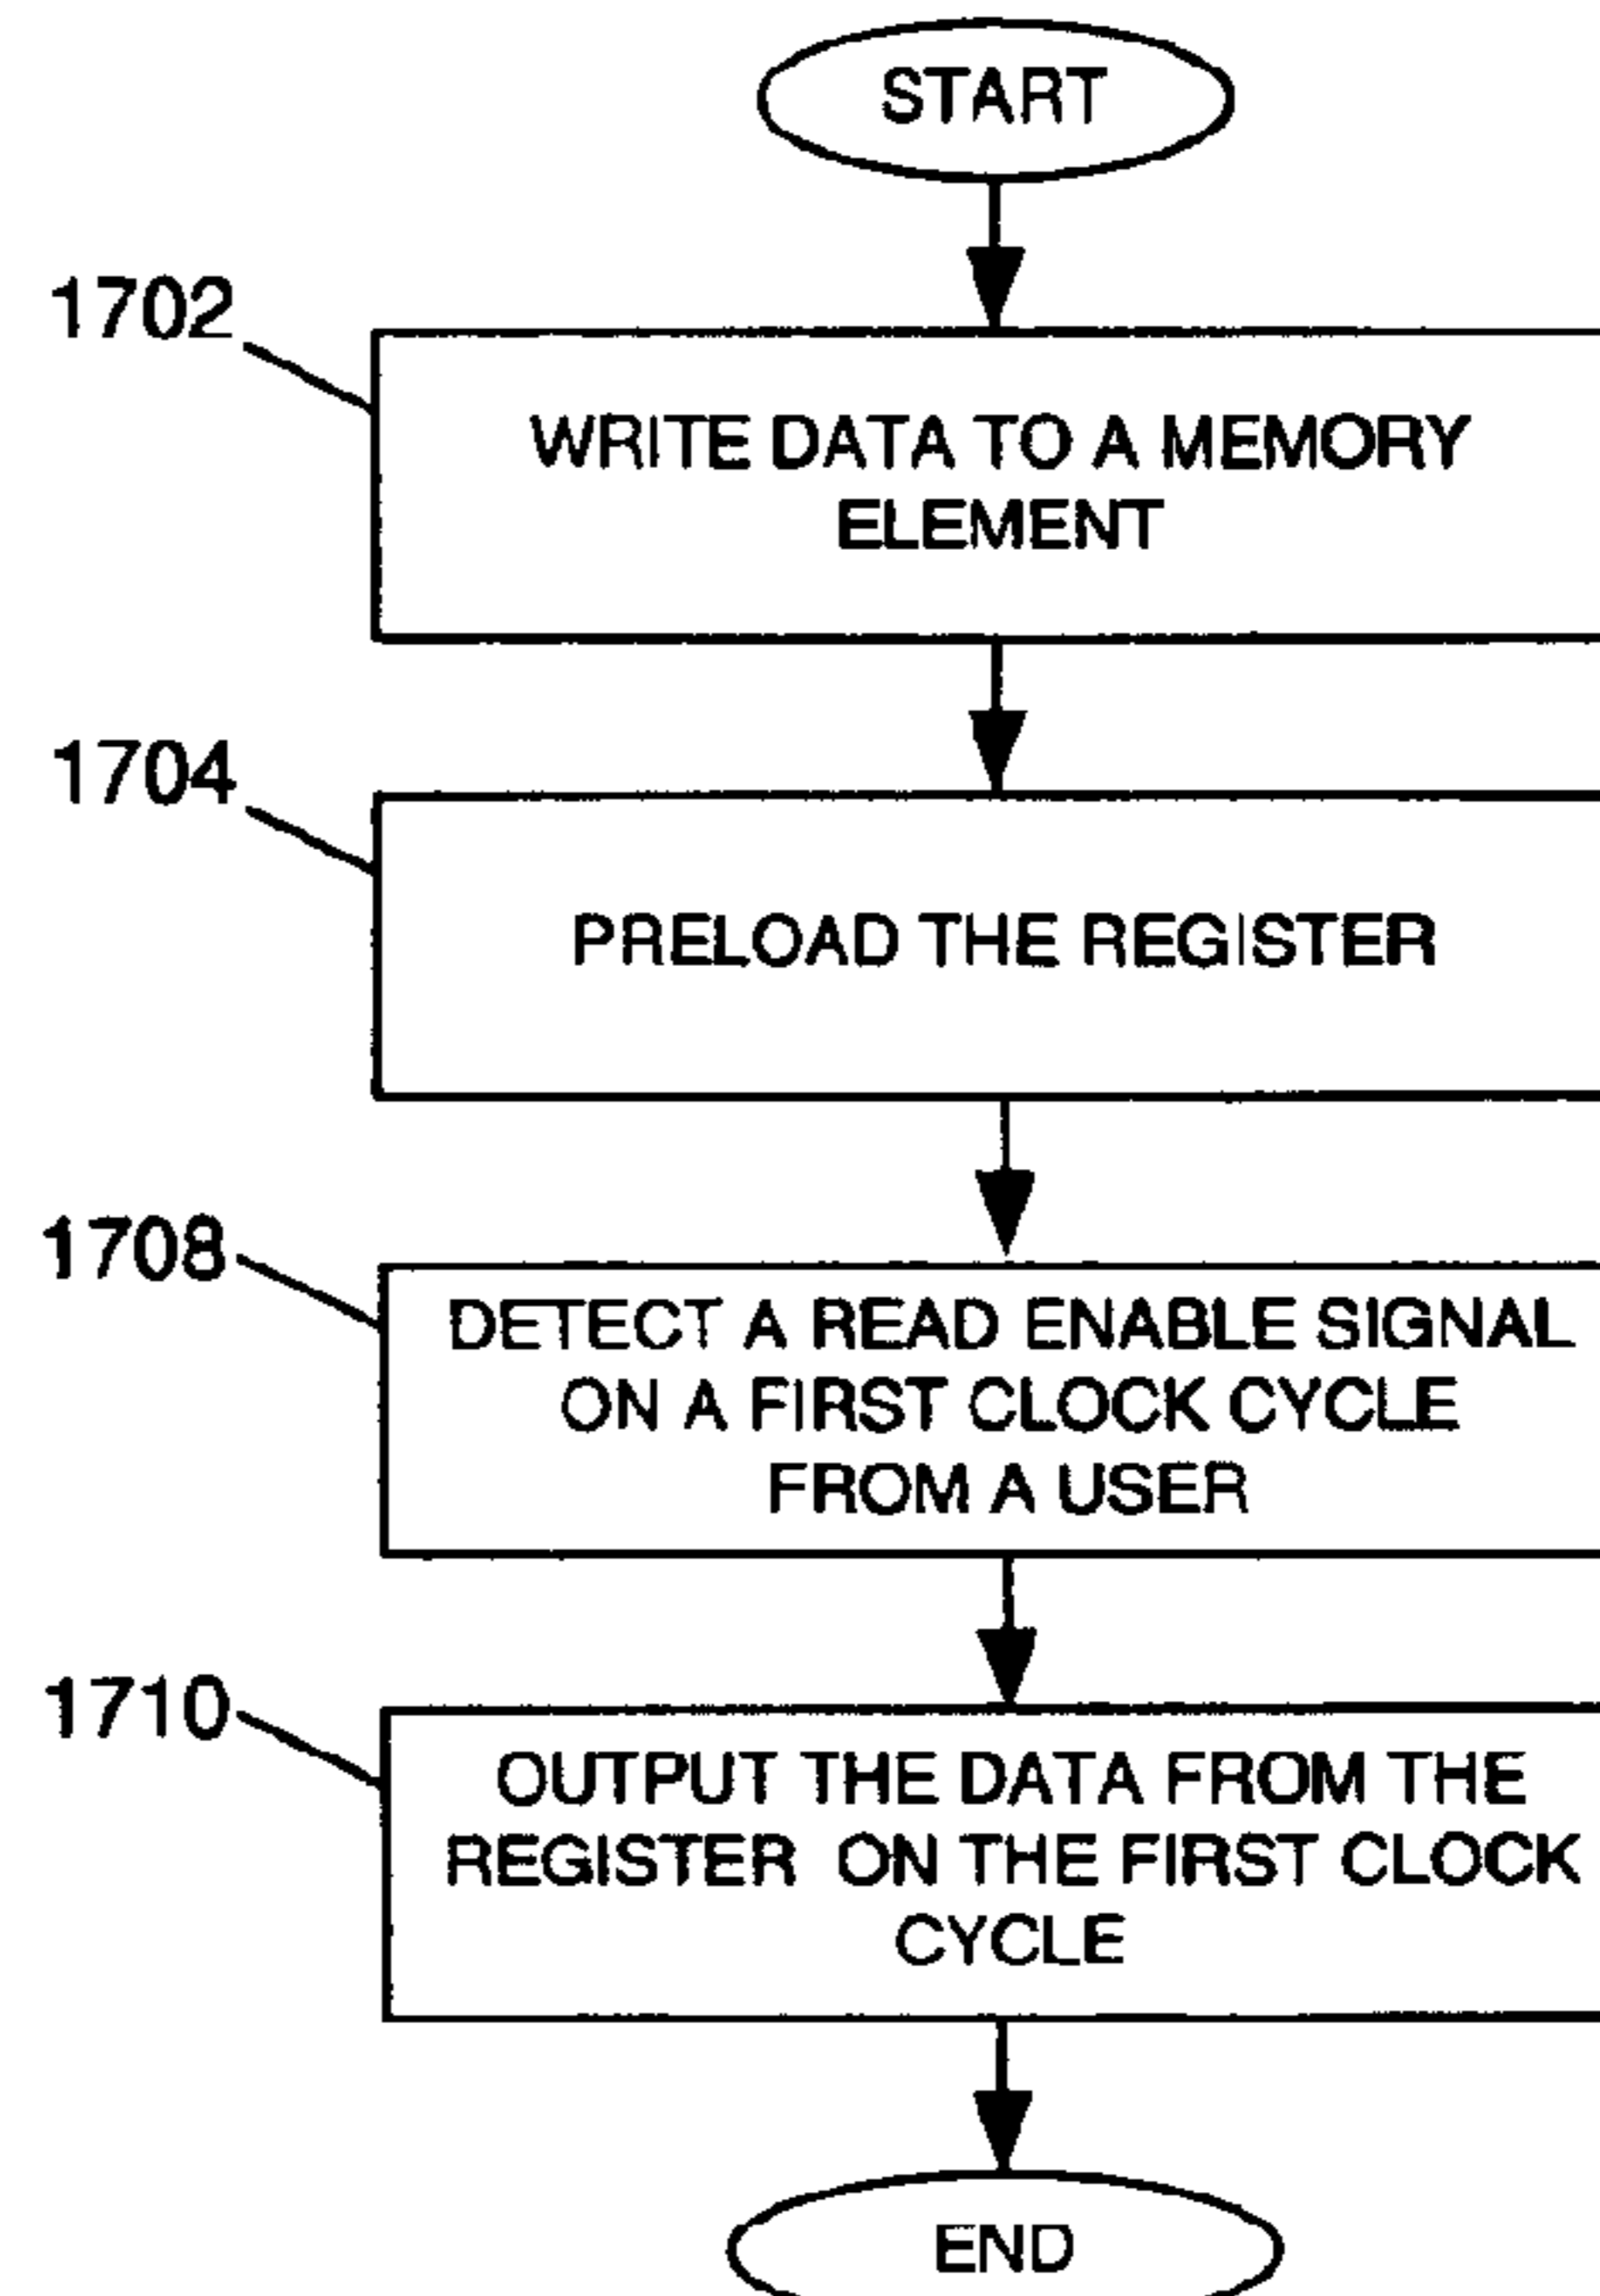 START
1702
WRITE DATA TO A MEMORY
ELEMENT
1704
PRELOAD THE REGISTER
1708
DETECT A READ ENABLE SIGNAL
ON A FIRST CLOCK CYCLE
FROM A USER
1710
OUTPUT THE DATA FROM THE
REGISTER ON THE FIRST CLOCK
CYCLE
END